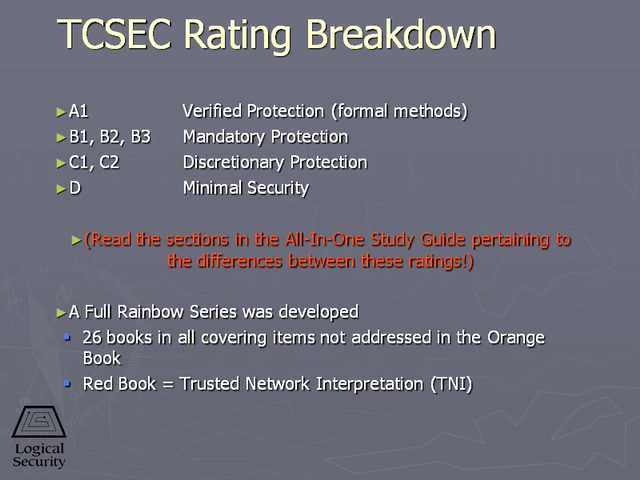 TCSEC Rating Breakdown
A1 Verified Protection (formal methods)
B1, B2, B3 Mandatory Protection
C1, C2 Discretionary Protection
D Minimal Security
(Read the sections in the All-In-One Study Guide pertaining to
the differences between these ratings!)
A Full Rainbow Series was developed
26 books in all covering items not addressed in the Orange
Book
Red Book = Trusted Network Interpretation (TNI)
Logical
Security